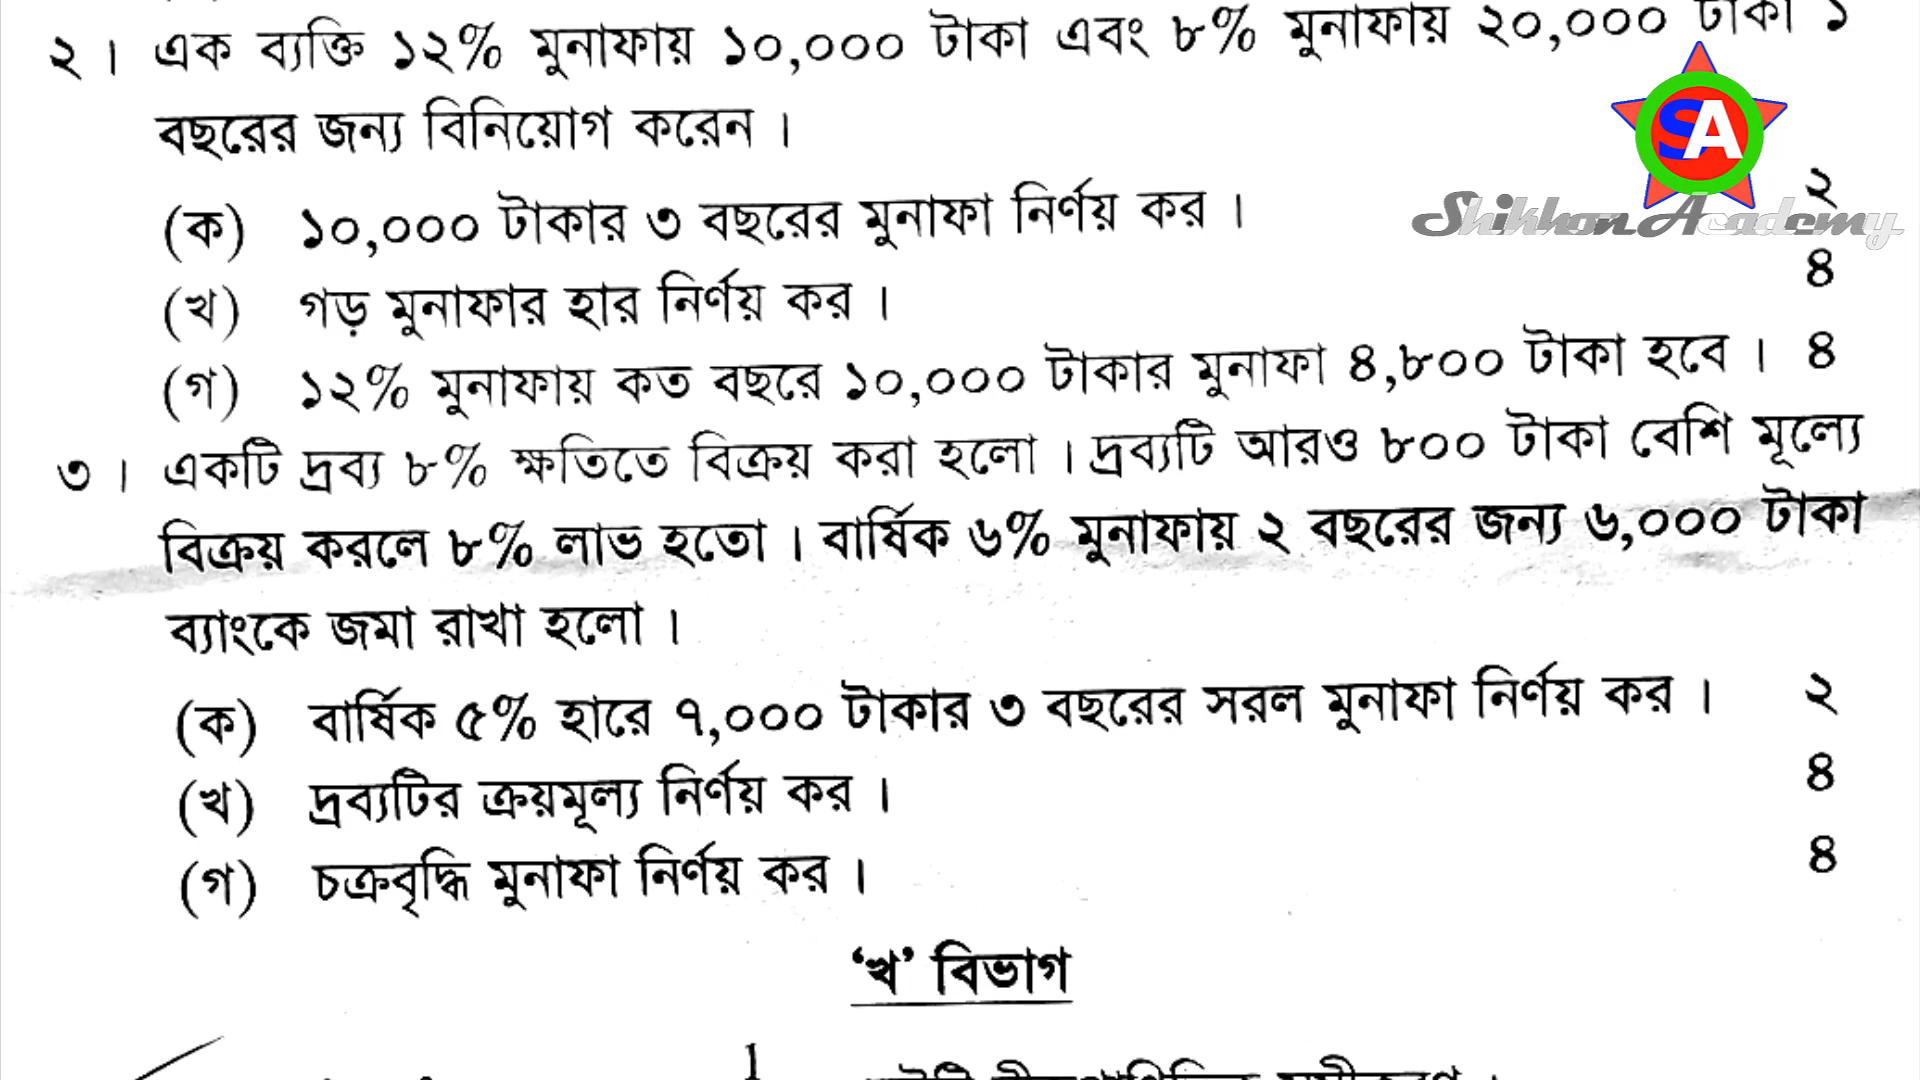 ২। এক ব্যক্তি ১২% মুনাফায় ১০,০০০ টাকা এবং ৮% মুনাফায় ২০,০০০ টাকা ১
বছরের জন্য বিনিয়োগ করেন।
SA
Shikhon Academy
(ক) ১০,০০০ টাকার ৩ বছরের মুনাফা নির্ণয় কর। ২
(খ) গড় মুনাফার হার নির্ণয় কর। ৪
(গ) ১২% মুনাফায় কত বছরে ১০,০০০ টাকার মুনাফা ৪,৮০০ টাকা হবে। ৪
৩। একটি দ্রব্য ৮% ক্ষতিতে বিক্রয় করা হলো। দ্রব্যটি আরও ৮০০ টাকা বেশি মূল্যে
বিক্রয় করলে ৮% লাভ হতো। বার্ষিক ৬% মুনাফায় ২ বছরের জন্য ৬,০০০ টাকা
ব্যাংকে জমা রাখা হলো।
(ক) বার্ষিক ৫% হারে ৭,০০০ টাকার ৩ বছরের সরল মুনাফা নির্ণয় কর। ২
(খ) দ্রব্যটির ক্রয়মূল্য নির্ণয় কর। ৪
(গ) চক্রবৃদ্ধি মুনাফা নির্ণয় কর। ৪
‘খ’ বিভাগ